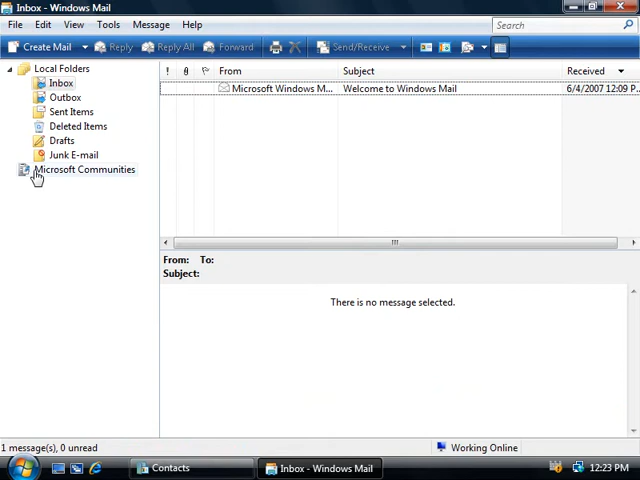 Inbox - Windows Mail
File Edit View Tools Message Help
Search
Create Mail Reply Reply All Forward Send/Receive
Local Folders
Inbox
Outbox
Sent Items
Deleted Items
Drafts
Junk E-mail
Microsoft Communities
! From Subject Received
Microsoft Windows M... Welcome to Windows Mail 6/4/2007 12:09 P...
From: To:
Subject:
There is no message selected.
1 message(s), 0 unread Working Online
Contacts Inbox - Windows Mail 12:23 PM